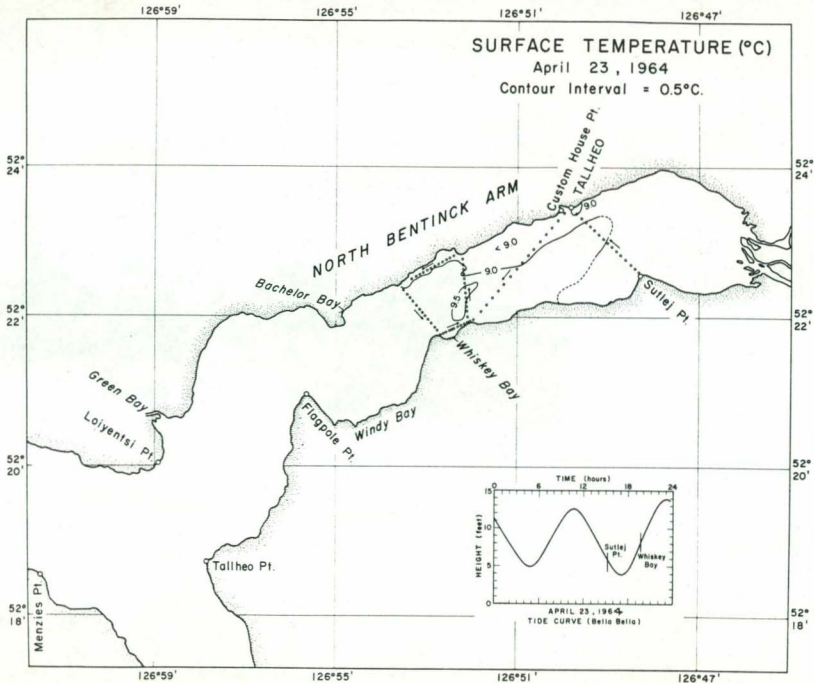 126°59'
126°55'
126°51'
126°47'
SURFACE TEMPERATURE (°C)
April 23, 1964
Contour Interval = 0.5°C.
52°
24'
52°
24'
Custom House Pt.
TALLHEO
9.0
NORTH BENTINCK ARM
< 9.0
9.0
9.5
Bachelor Bay
Sutlej Pt.
52°
22'
52°
22'
Whiskey Bay
Green Bay
Loiyentsi Pt.
Flagpole Pt.
Windy Bay
52°
20'
52°
20'
TIME (hours)
0 6 12 18 24
15
10
5
0
HEIGHT (feet)
Sutlej
Pt.
Whiskey
Bay
APRIL 23, 1964
TIDE CURVE (Bella Bella)
Tallheo Pt.
Menzies Pt.
52°
18'
52°
18'
126°59'
126°55'
126°51'
126°47'